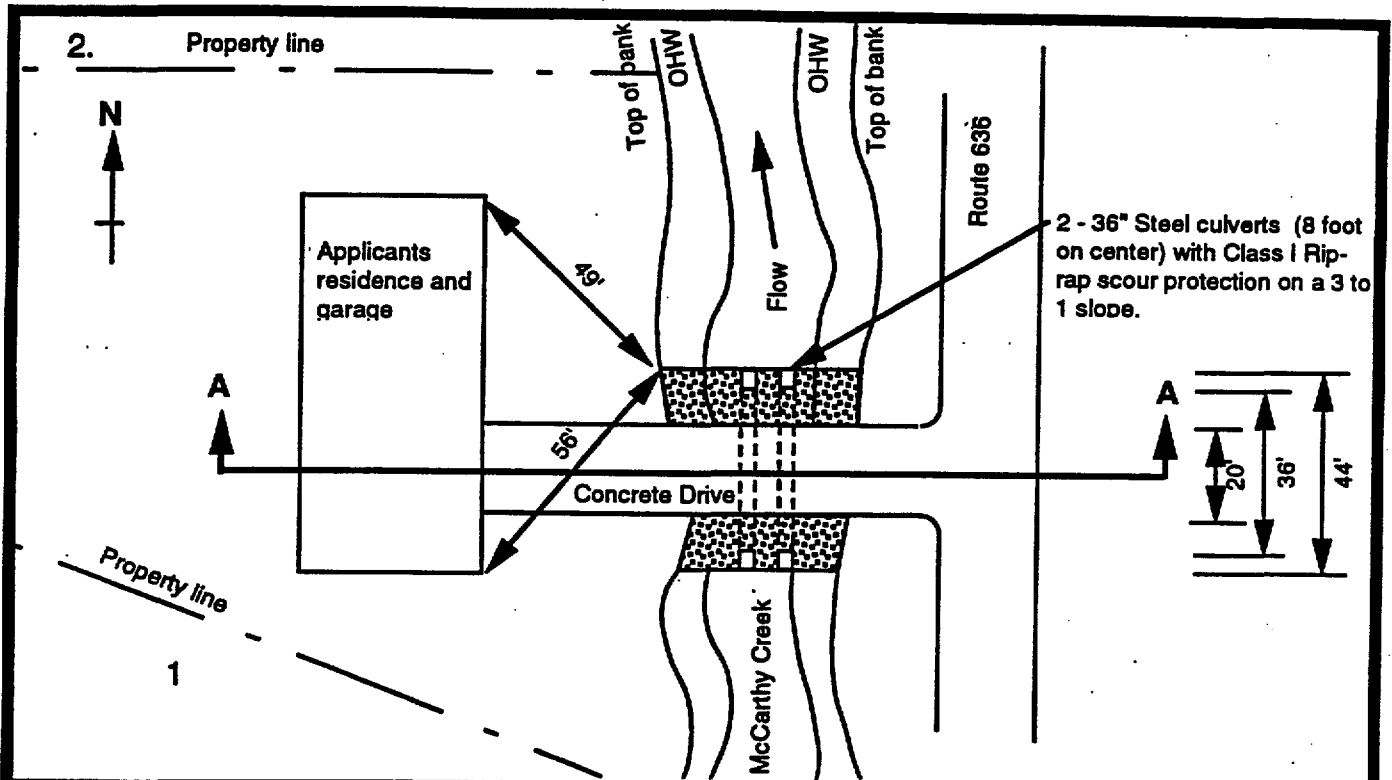 2.
Property line
N
Top of bank
OHW
OHW
Top of bank
Route 636
Flow
2 - 36" Steel culverts (8 foot
on center) with Class I Rip-
rap scour protection on a 3 to
1 slope.
Applicants
residence and
garage
49'
56'
A
A
20'
36'
44'
Concrete Drive
Property line
1
McCarthy Creek